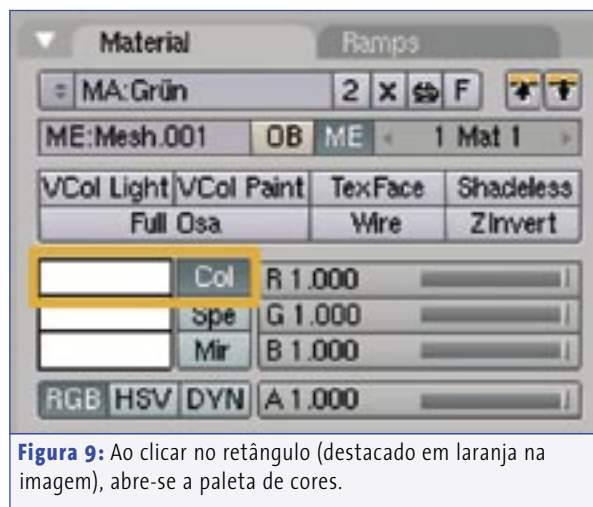 Material Ramps
MA:Grün 2 X F
ME:Mesh.001 OB ME 1 Mat 1
VCol Light VCol Paint TexFace Shadeless
Full Osa Wire ZInvert
Col R 1.000
Spe G 1.000
Mir B 1.000
RGB HSV DYN A 1.000
Figura 9: Ao clicar no retângulo (destacado em laranja na
imagem), abre-se a paleta de cores.